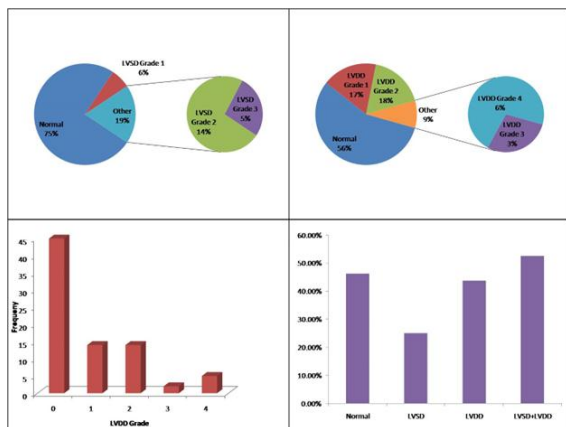 LVSD Grade 1
6%
Normal
75%
Other
19%
LVSD
Grade 2
14%
LVSD
Grade 3
5%
LVDD
Grade 1
17%
LVDD
Grade 2
18%
Other
9%
Normal
56%
LVDD Grade 4
6%
LVDD
Grade 3
3%
45
40
35
30
25
20
15
10
5
0
Frequany
0 1 2 3 4
LVDD Grade
60.00%
50.00%
40.00%
30.00%
20.00%
10.00%
0.00%
Normal LVSD LVDD LVSD+LVDD